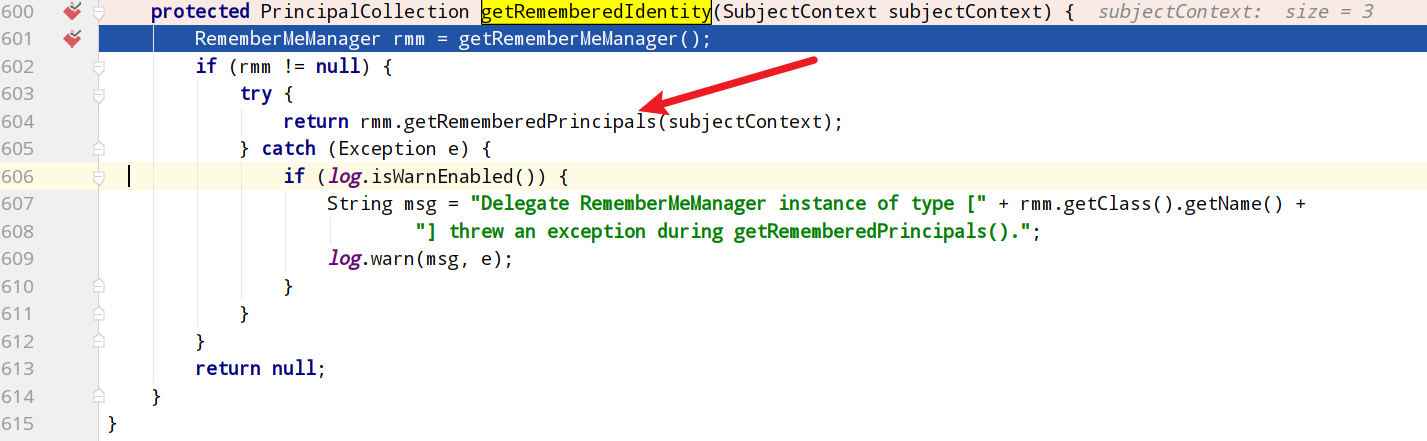 600 protected PrincipalCollection getRememberedIdentity(SubjectContext subjectContext) { subjectContext: size = 3
601 RememberMeManager rmm = getRememberMeManager();
602 if (rmm != null) {
603 try {
604 return rmm.getRememberedPrincipals(subjectContext);
605 } catch (Exception e) {
606 if (log.isWarnEnabled()) {
607 String msg = "Delegate RememberMeManager instance of type [" + rmm.getClass().getName() +
608 "] threw an exception during getRememberedPrincipals().";
609 log.warn(msg, e);
610 }
611 }
612 }
613 return null;
614 }
615 }